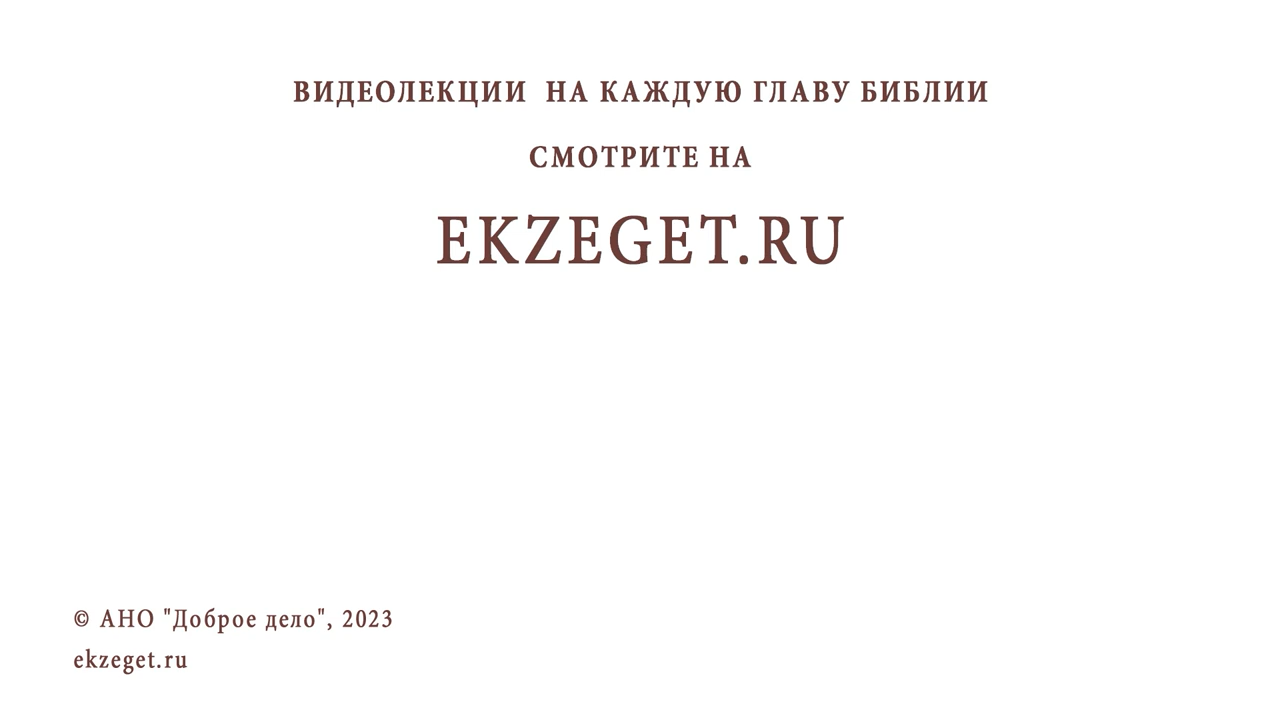 ВИДЕОЛЕКЦИИ НА КАЖДУЮ ГЛАВУ БИБЛИИ
СМОТРИТЕ НА
EKZEGET.RU
© АНО "Доброе дело", 2023
ekzeget.ru